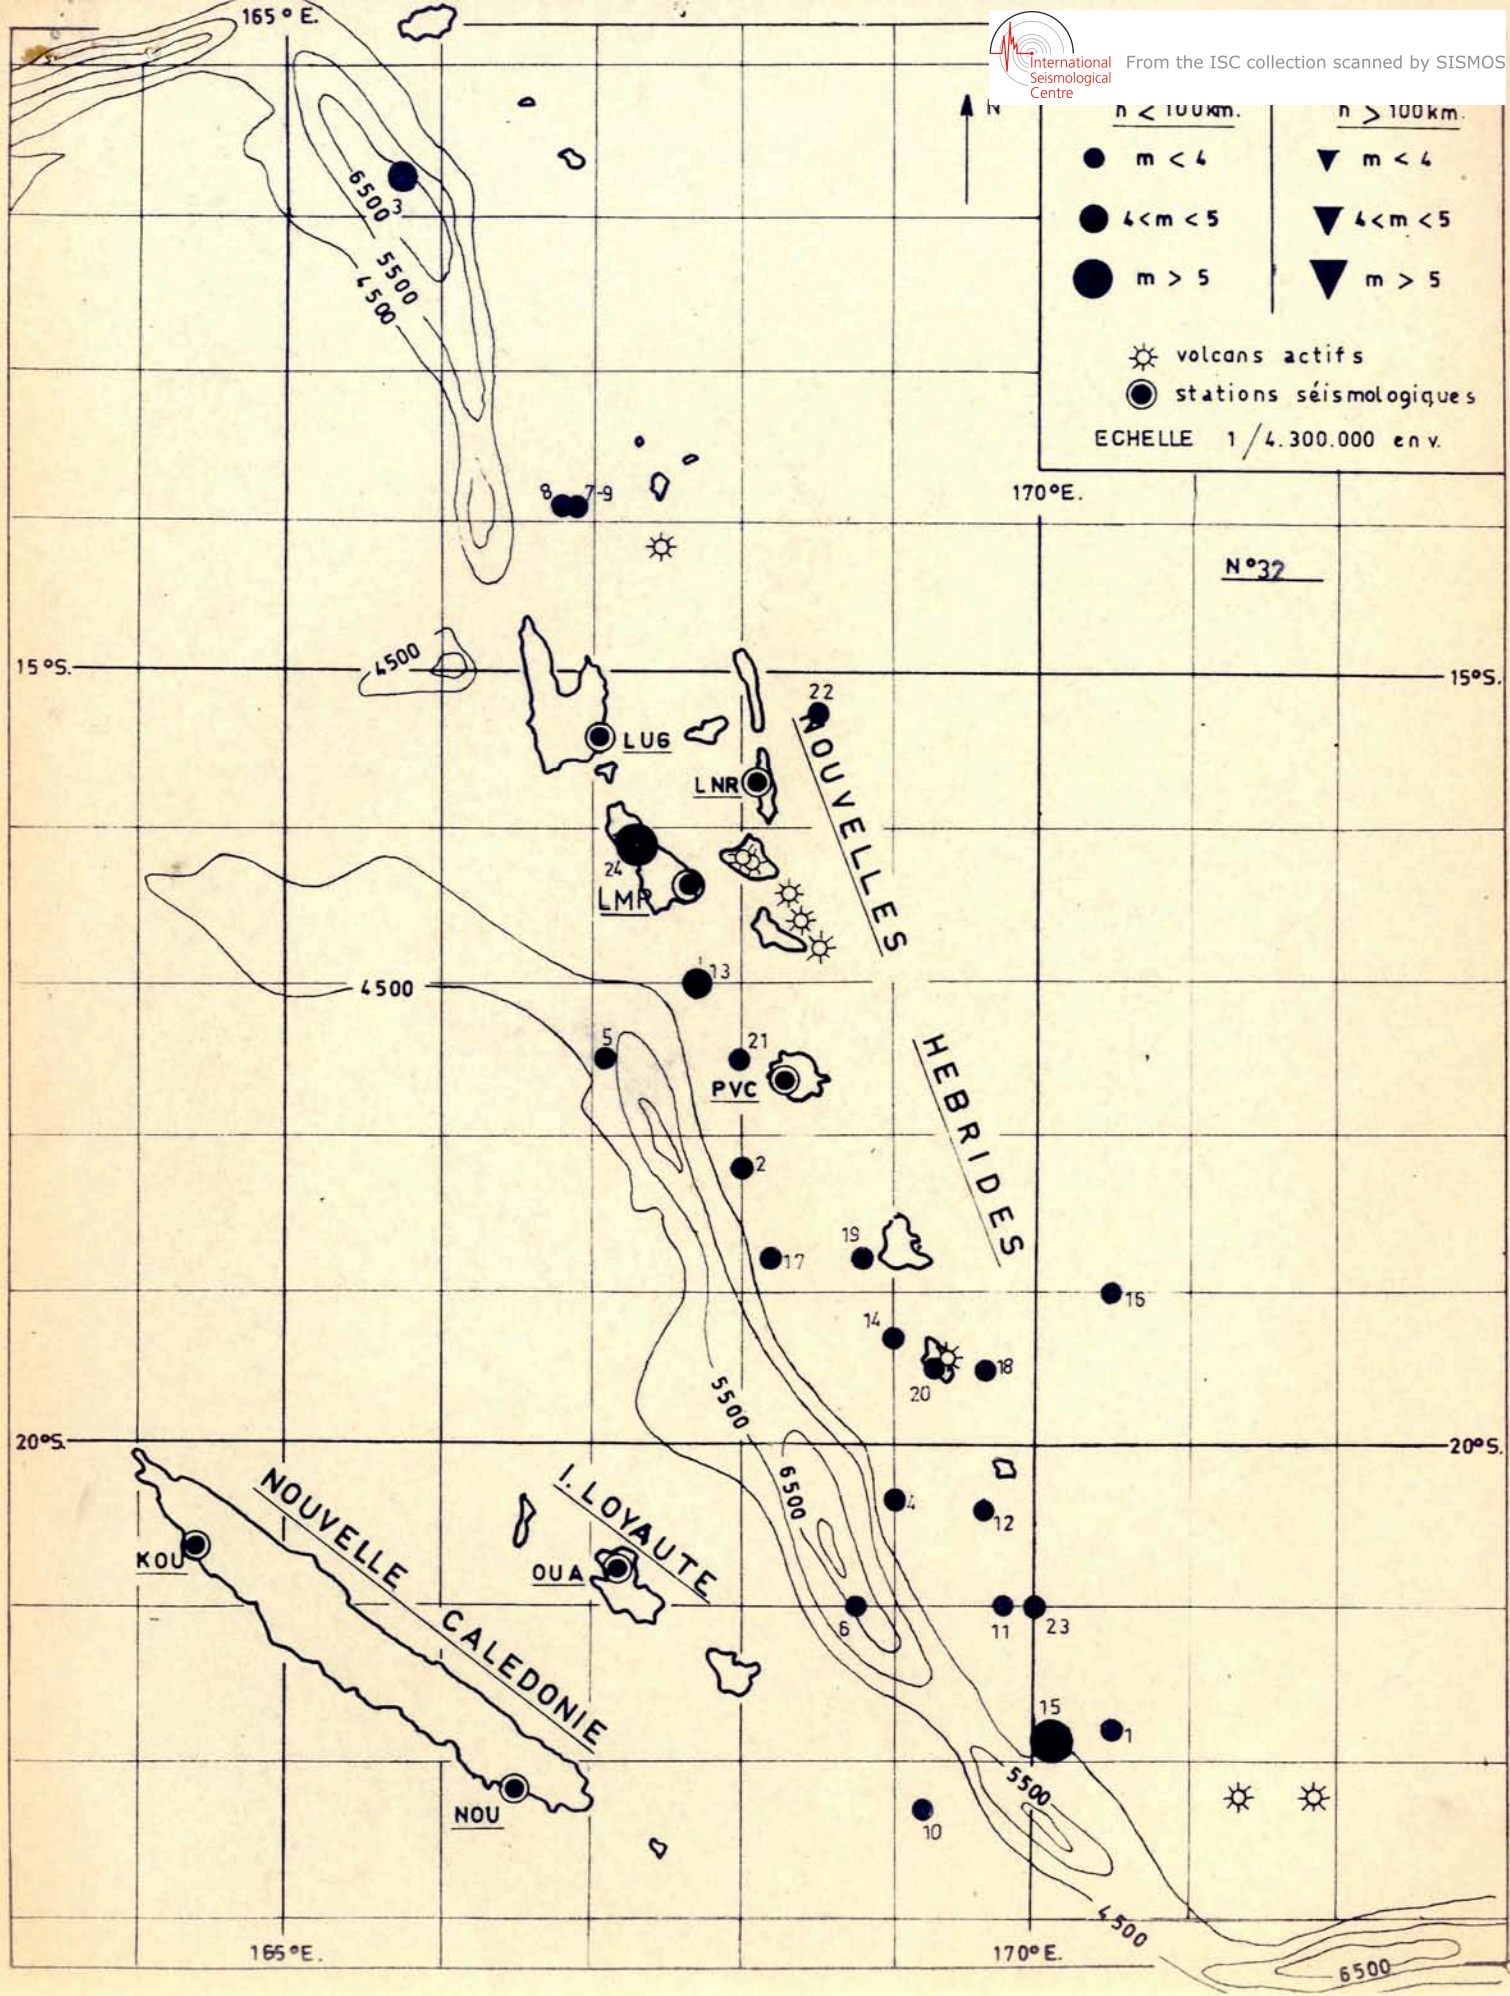 165° E.
International
Seismological
Centre
From the ISC collection scanned by SISMOS
N
h < 100km.
h > 100km.
m < 4
m < 4
4<m <5
4<m <5
m > 5
m > 5
volcans actifs
stations séismologiques
ECHELLE 1/4.300.000 env.
6500
3
5500
4500
8
7-9
170°E.
N°32
15°S.
4500
15°S.
22
LUG
LNR
NOUVELLES
24
LMP
13
4500
5
21
PVC
HEBRIDES
2
19
17
16
14
18
20
5500
20°S.
20°S.
NOUVELLE CALEDONIE
I. LOYAUTE
6500
4
12
KOU
OUA
6
11
23
15
1
5500
NOU
10
4500
165°E.
170°E.
6500